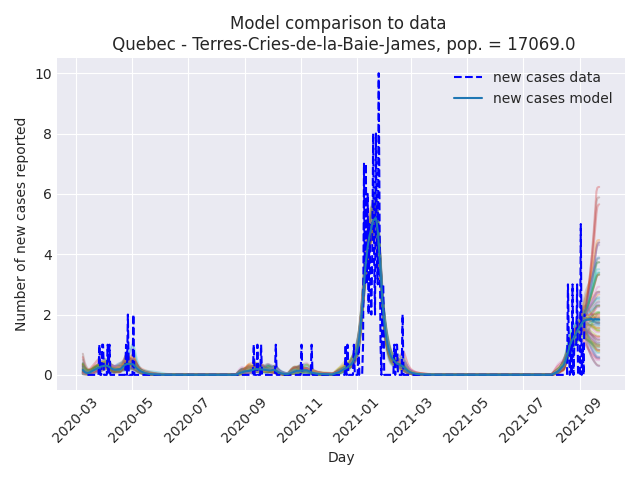 Model comparison to data
Quebec - Terres-Cries-de-la-Baie-James, pop. = 17069.0
new cases data
new cases model
Number of new cases reported
10
8
6
4
2
0
2020-03
2020-05
2020-07
2020-09
2020-11
2021-01
2021-03
2021-05
2021-07
2021-09
Day